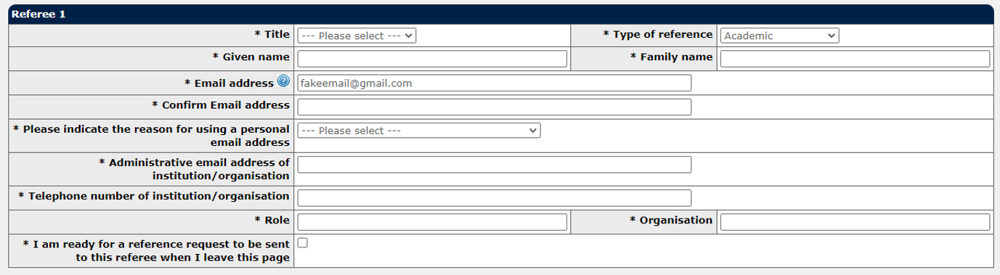 Referee 1
* Title --- Please select --- * Type of reference Academic
* Given name * Family name
* Email address ? fakeemail@gmail.com
* Confirm Email address
* Please indicate the reason for using a personal
email address
--- Please select ---
* Administrative email address of
institution/organisation
* Telephone number of institution/organisation
* Role * Organisation
* I am ready for a reference request to be sent
to this referee when I leave this page